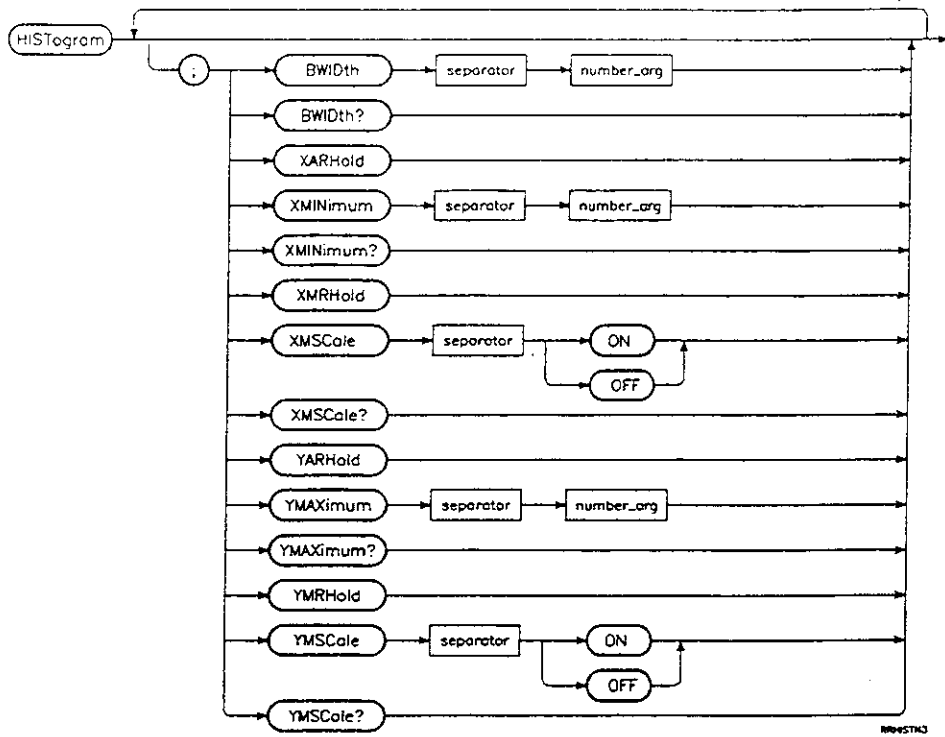 HISTogram
;
BWIDth separator number_arg
BWIDth?
XARHold
XMINimum separator number_arg
XMINimum?
XMRHold
XMSCale separator ON
OFF
XMSCale?
YARHold
YMAXimum separator number_arg
YMAXimum?
YMRHold
YMSCale separator ON
OFF
YMSCale?